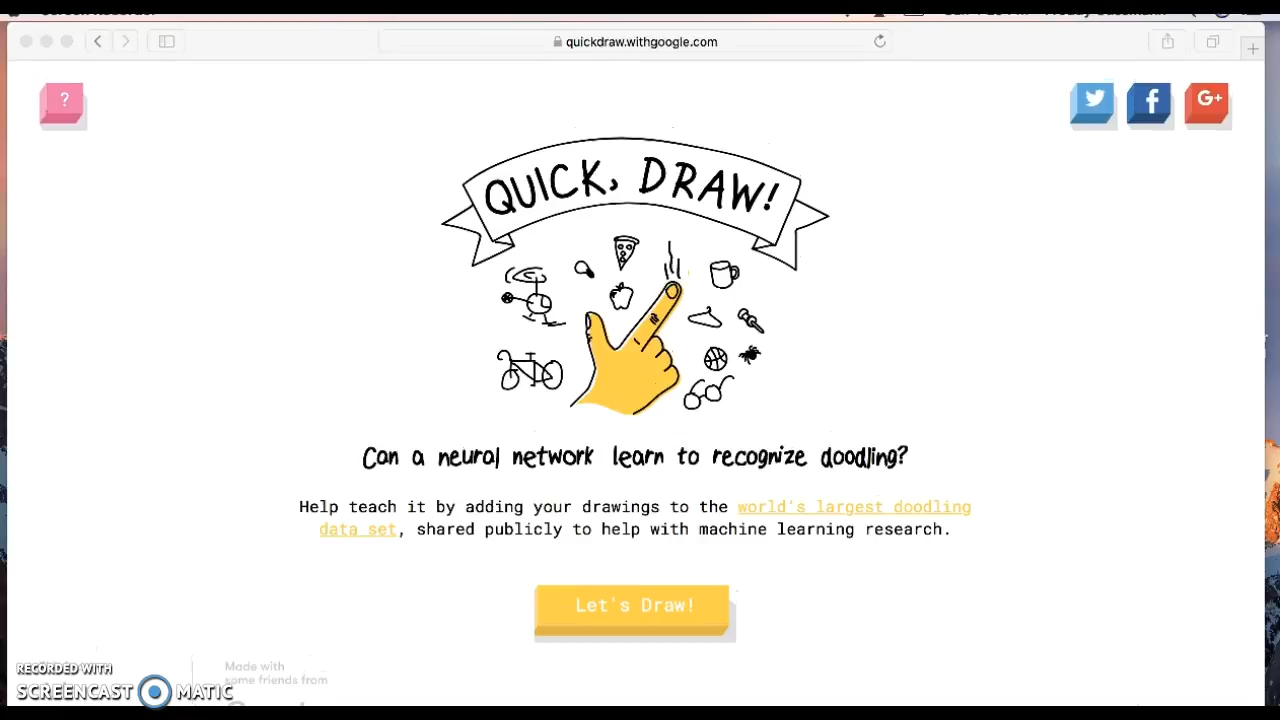 quickdraw.withgoogle.com
?
G+
QUICK, DRAW!
Can a neural network learn to recognize doodling?
Help teach it by adding your drawings to the world's largest doodling
data set, shared publicly to help with machine learning research.
Let's Draw!
RECORDED WITH
SCREENCAST MATIC
Made with
some friends from